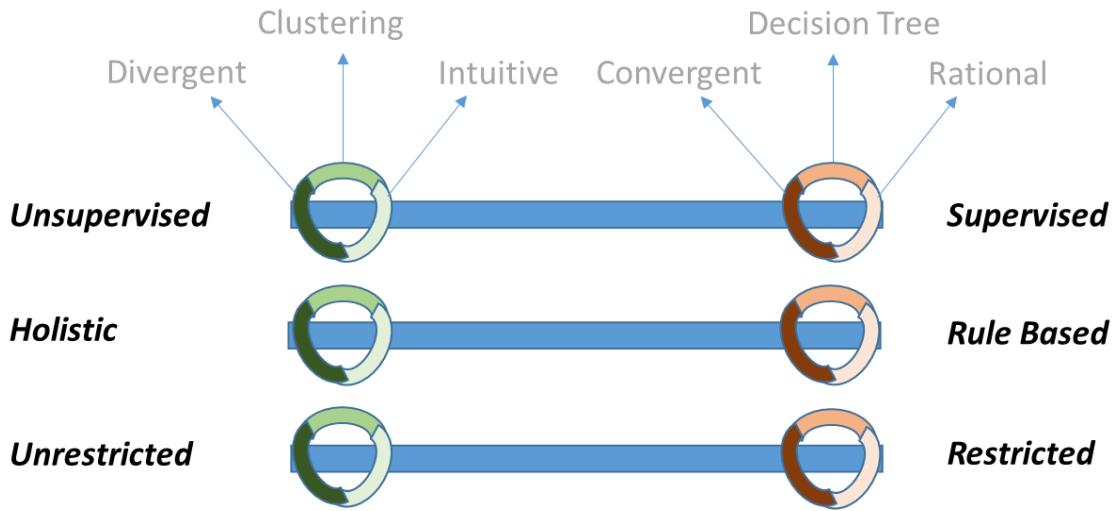 Clustering
Decision Tree
Divergent
Intuitive
Convergent
Rational
Unsupervised
Supervised
Holistic
Rule Based
Unrestricted
Restricted